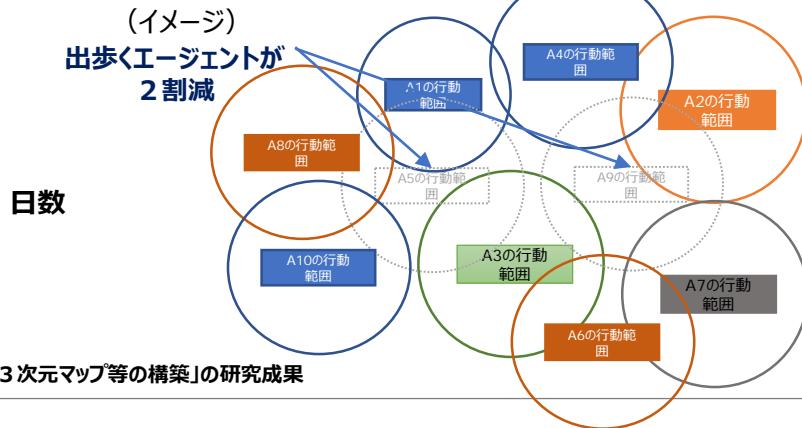 （イメージ）
出歩くエージェントが
２割減
A4の行動範
囲
A1の行動
範囲
A2の行動
範囲
A8の行動範
囲
A5の行動範
囲
A9の行動範
囲
日数
A10の行動
範囲
A3の行動
範囲
A7の行動
範囲
A6の行動範
囲
３次元マップ等の構築」の研究成果